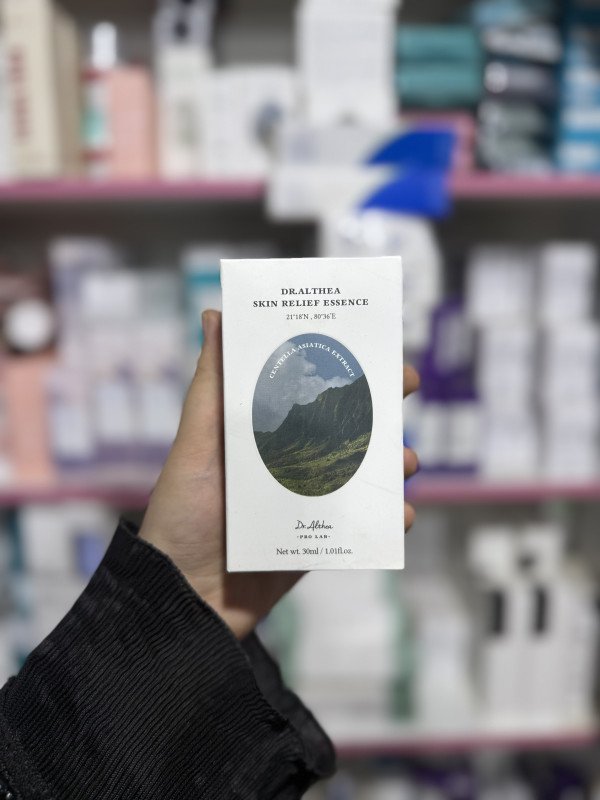 DR.ALTHEA
SKIN RELIEF ESSENCE
21°18'N , 80°36'E
CENTELLA ASIATICA EXTRACT
Dr. Althea
·PRO LAB·
Net wt. 30ml / 1.01fl.oz.